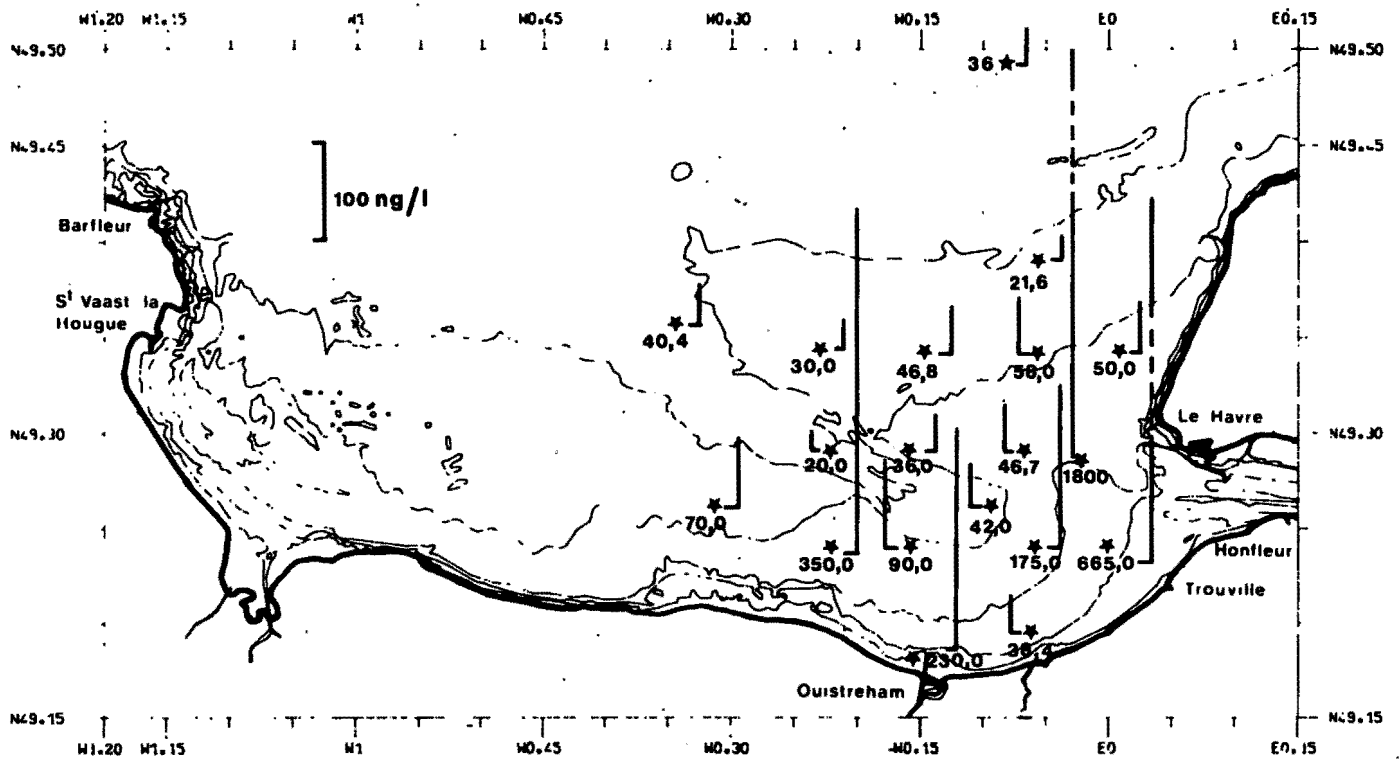 W1.20 W1.15 W1 W0.45 W0.30 W0.15 E0 E0.15
N49.50 N49.50
36
N49.45 N49.45
100 ng/l
Barfleur
21,6
St Vaast la
Hougue
40,4 30,0 46,8 50,0
Le Havre
N49.30 N49.30
20,0 36,0 46,7 1800
70,0 42,0
350,0 90,0 175,0 665,0
Honfleur
Trouville
230,0
Ouistreham
N49.15 N49.15
W1.20 W1.15 W1 W0.45 W0.30 W0.15 E0 E0.15